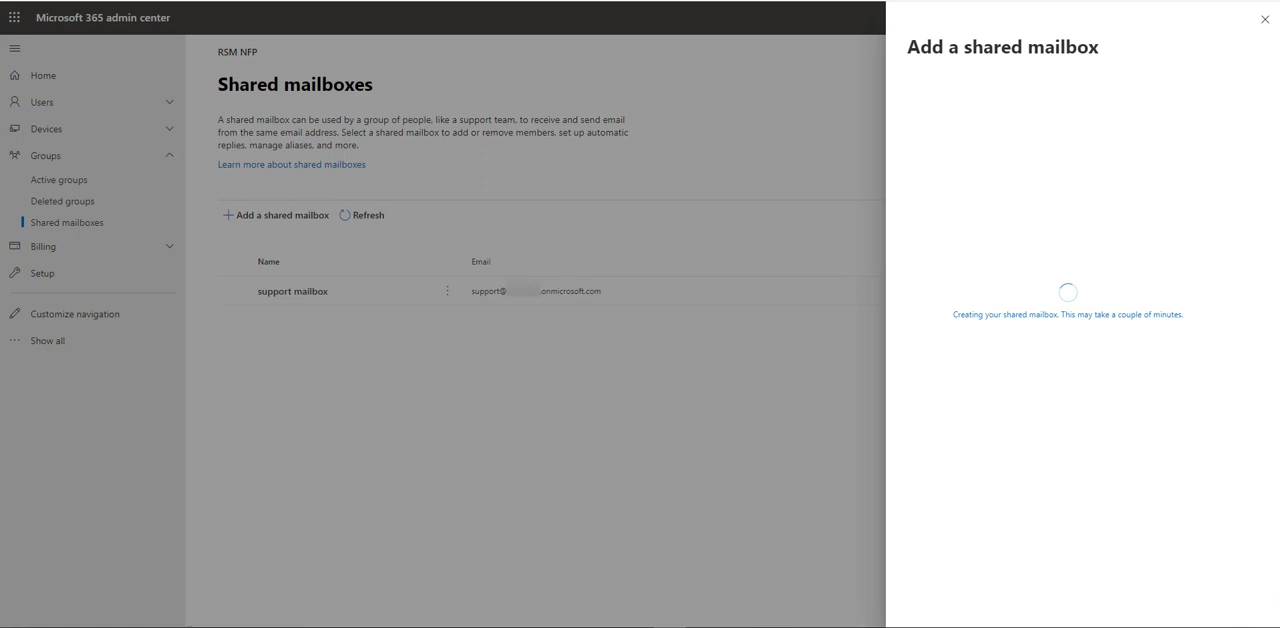 Microsoft 365 admin center
Home
Users
Devices
Groups
Active groups
Deleted groups
Shared mailboxes
Billing
Setup
Customize navigation
Show all
RSM NFP
Shared mailboxes
A shared mailbox can be used by a group of people, like a support team, to receive and send email
from the same email address. Select a shared mailbox to add or remove members, set up automatic
replies, manage aliases, and more.
Learn more about shared mailboxes
Add a shared mailbox Refresh
Name Email
support mailbox support@ .onmicrosoft.com
Add a shared mailbox
Creating your shared mailbox. This may take a couple of minutes.